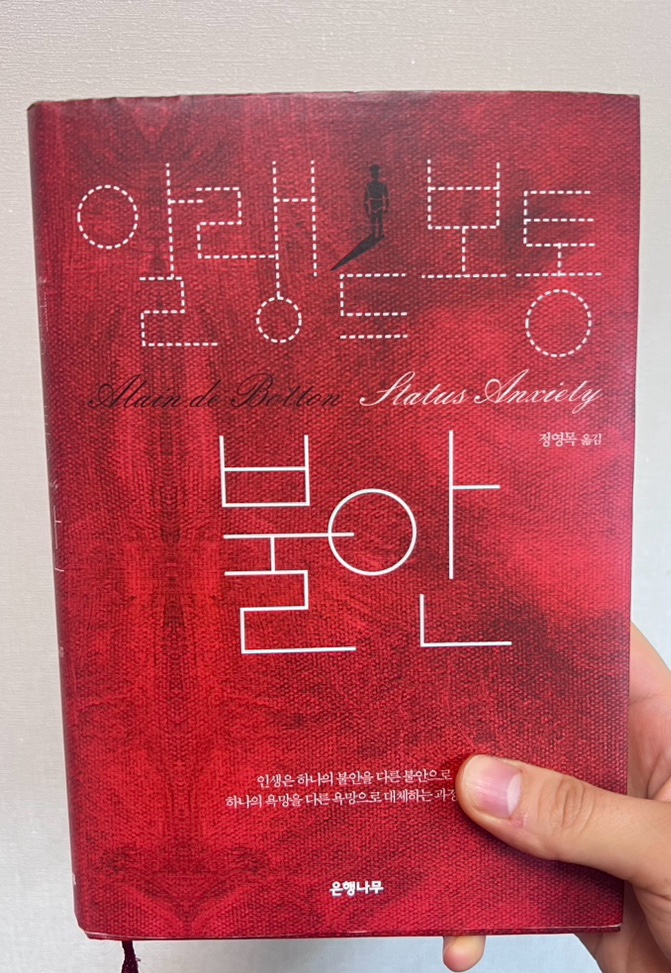 알랭 드 보통
Alain de Botton Status Anxiety
정영목 옮김
불안
인생은 하나의 불안을 다른 불안으로
하나의 욕망을 다른 욕망으로 대체하는 과정
은행나무